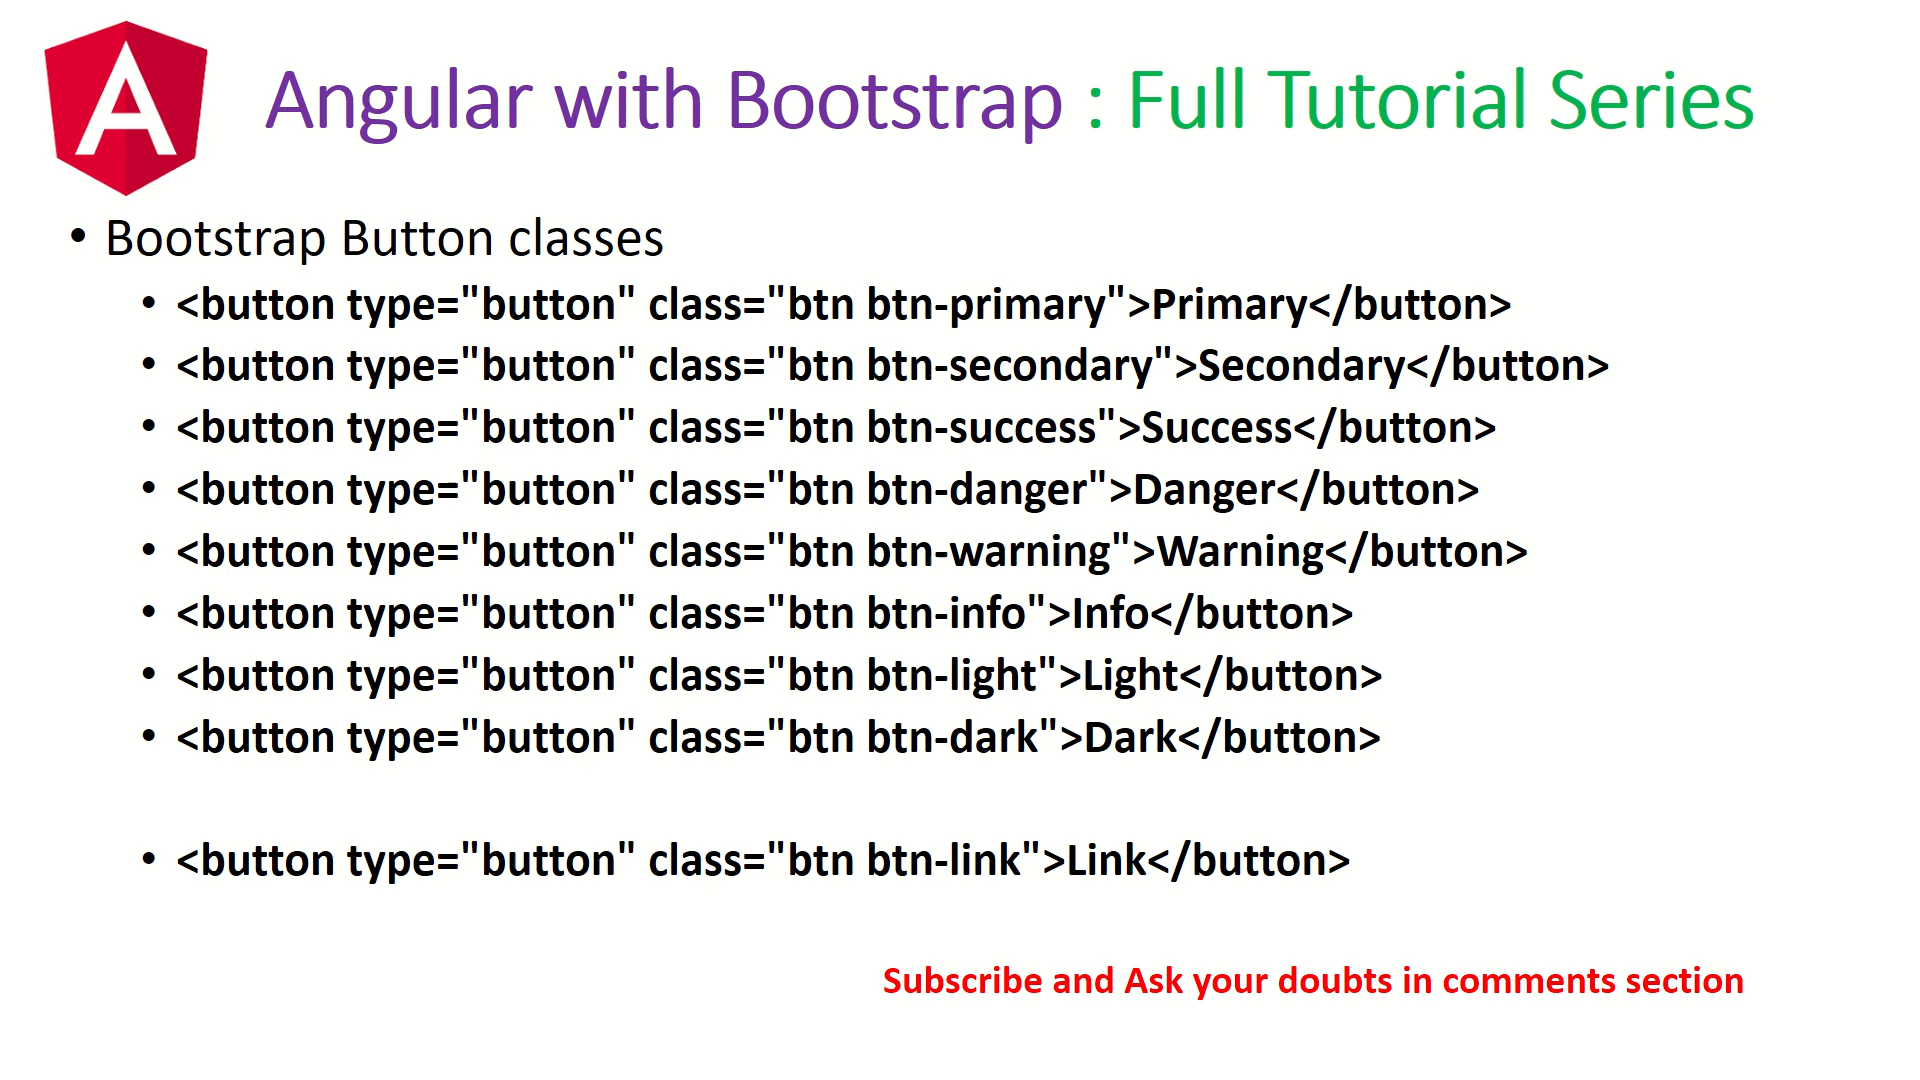 Angular with Bootstrap : Full Tutorial Series
• Bootstrap Button classes
• <button type="button" class="btn btn-primary">Primary</button>
• <button type="button" class="btn btn-secondary">Secondary</button>
• <button type="button" class="btn btn-success">Success</button>
• <button type="button" class="btn btn-danger">Danger</button>
• <button type="button" class="btn btn-warning">Warning</button>
• <button type="button" class="btn btn-info">Info</button>
• <button type="button" class="btn btn-light">Light</button>
• <button type="button" class="btn btn-dark">Dark</button>
• <button type="button" class="btn btn-link">Link</button>
Subscribe and Ask your doubts in comments section